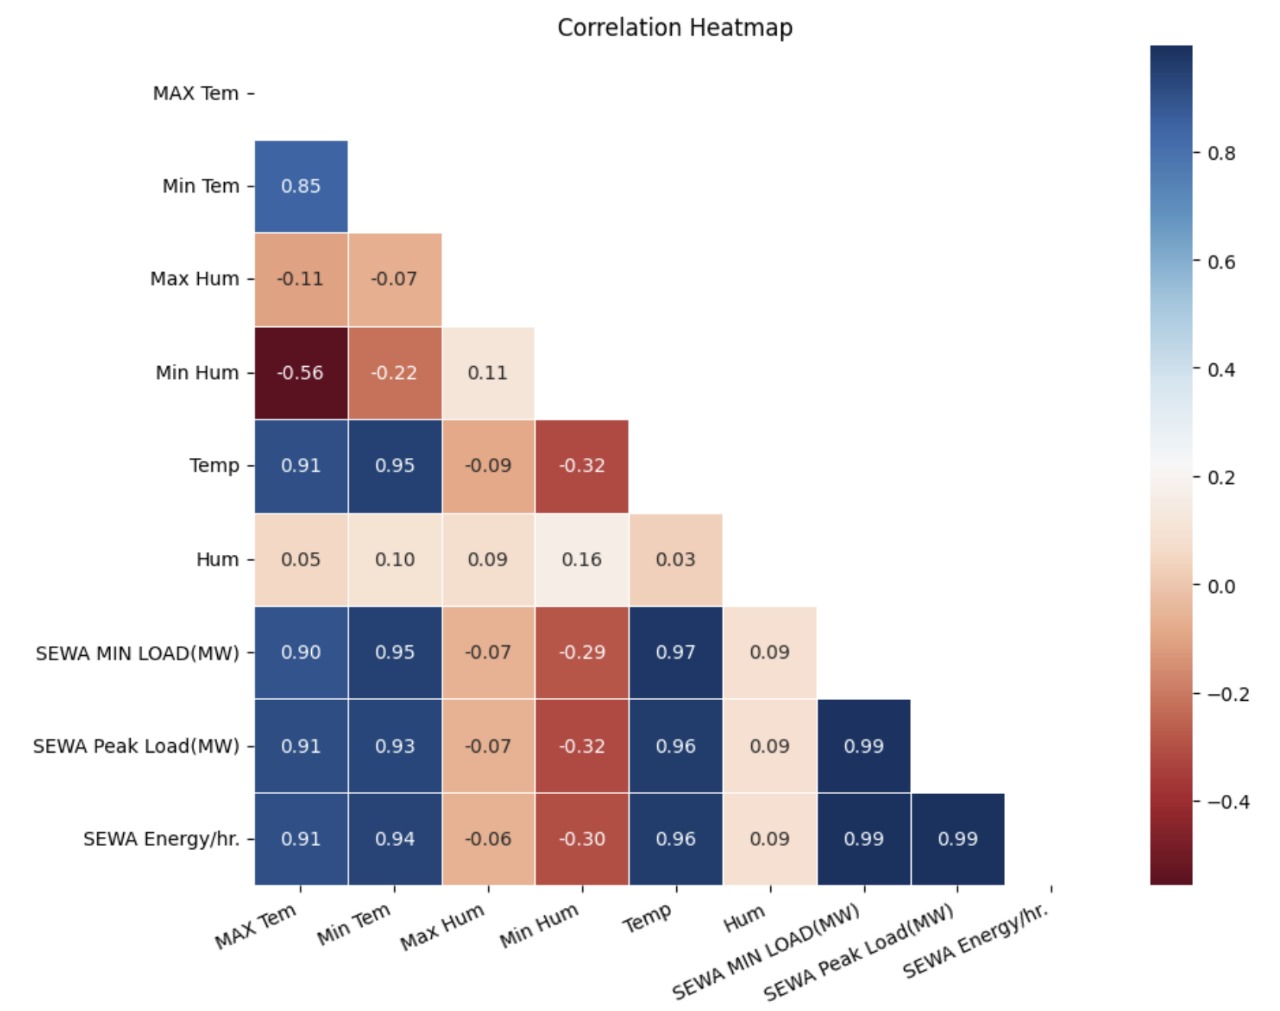 Correlation Heatmap
MAX Tem
Min Tem
0.85
Max Hum
-0.11 -0.07
Min Hum
-0.56 -0.22 0.11
Temp
0.91 0.95 -0.09 -0.32
Hum
0.05 0.10 0.09 0.16 0.03
SEWA MIN LOAD(MW)
0.90 0.95 -0.07 -0.29 0.97 0.09
SEWA Peak Load(MW)
0.91 0.93 -0.07 -0.32 0.96 0.09 0.99
SEWA Energy/hr.
0.91 0.94 -0.06 -0.30 0.96 0.09 0.99 0.99
MAX Tem
Min Tem
Max Hum
Min Hum
Temp
Hum
SEWA MIN LOAD(MW)
SEWA Peak Load(MW)
SEWA Energy/hr.
0.8
0.6
0.4
0.2
0.0
−0.2
−0.4